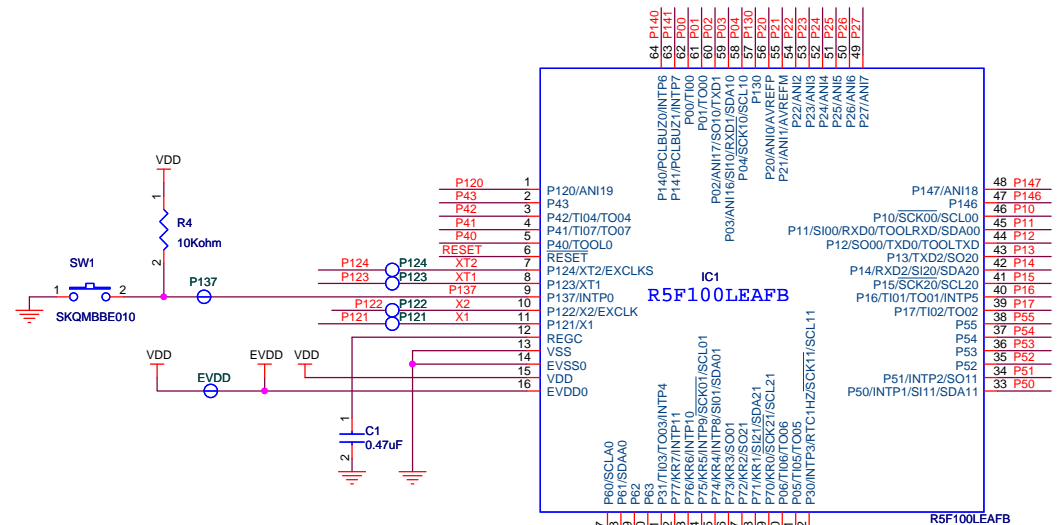 64 P140
63 P141
62 P00
61 P01
60 P02
59 P03
58 P04
57 P130
56 P20
55 P21
54 P22
53 P23
52 P24
51 P25
50 P26
49 P27
P140/PCLBUZ0/INTP6
P141/PCLBUZ1/INTP7
P00/TI00
P01/TO00
P02/ANI17/SO10/TXD1
P03/ANI16/SI10/RXD1/SDA10
P04/SCK10/SCL10
P130
P20/ANI0/AVREFP
P21/ANI1/AVREFM
P22/ANI2
P23/ANI3
P24/ANI4
P25/ANI5
P26/ANI6
P27/ANI7
VDD
1
R4
10Kohm
2
SW1
1
2
SKQMBBE010
P137
P120 1 P120/ANI19
P43 2 P43
P42 3 P42/TI04/TO04
P41 4 P41/TI07/TO07
P40 5 P40/TOOL0
RESET 6 RESET
P124 P124 XT2 7 P124/XT2/EXCLKS
P123 P123 XT1 8 P123/XT1
P137 9 P137/INTP0
P122 P122 X2 10 P122/X2/EXCLK
P121 P121 X1 11 P121/X1
12 REGC
13 VSS
14 EVSS0
15 VDD
16 EVDD0
VDD
EVDD
EVDD
VDD
1
C1
0.47uF
2
IC1
R5F100LEAFB
P147/ANI18 48 P147
P146 47 P146
P10/SCK00/SCL00 46 P10
P11/SI00/RXD0/TOOLRXD/SDA00 45 P11
P12/SO00/TXD0/TOOLTXD 44 P12
P13/TXD2/SO20 43 P13
P14/RXD2/SI20/SDA20 42 P14
P15/SCK20/SCL20 41 P15
P16/TI01/TO01/INTP5 40 P16
P17/TI02/TO02 39 P17
P55 38 P55
P54 37 P54
P53 36 P53
P52 35 P52
P51/INTP2/SO11 34 P51
P50/INTP1/SI11/SDA11 33 P50
P60/SCLA0
P61/SDAA0
P62
P63
P31/TI03/TO03/INTP4
P77/KR7/INTP11
P76/KR6/INTP10
P75/KR5/INTP9/SCK01/SCL01
P74/KR4/INTP8/SI01/SDA01
P73/KR3/SO01
P72/KR2/SO21
P71/KR1/SI21/SDA21
P70/KR0/SCK21/SCL21
P06/TI06/TO06
P05/TI05/TO05
P30/INTP3/RTC1HZ/SCK11/SCL11
R5F100LEAFB